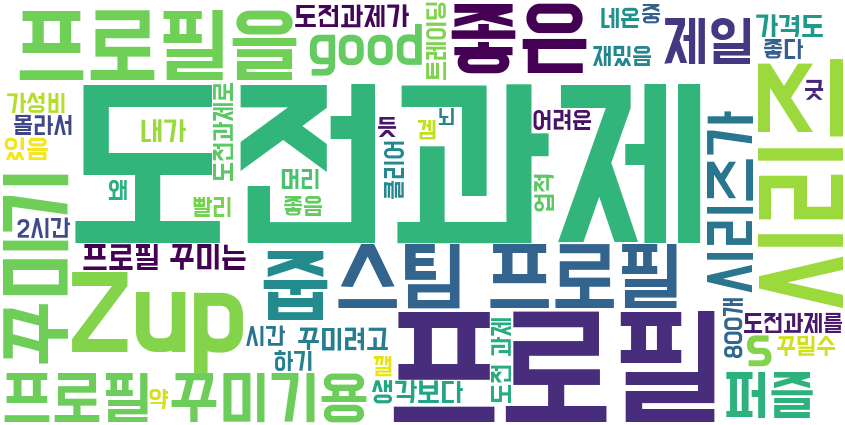 프로필을
good
도전과제가
트레이딩
좋은
네온
중
재밌음
제일
가격도
좋다
시리즈
굿
가성비
몰라서
있음
내가
도전과제로
왜
빨리
머리
좋음
도전과제
듯
클리어
겜
뇌
어려운
업적
시리즈가
2시간
꾸미기
프로필 꾸미는
Zup
줍
스팀 프로필
시간
꾸미려고
하기
깰
프로필
약
꾸미기용
생각보다
도전 과제
프로필
800개
도전과제를
s
꾸밀수
퍼즐